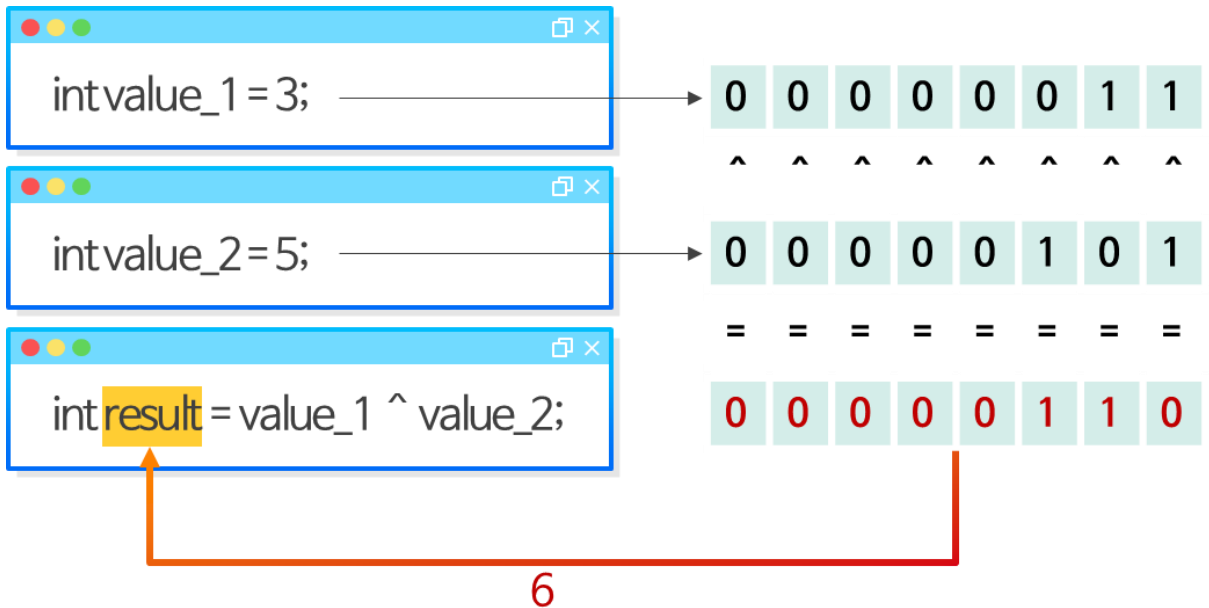 int value_1 = 3;
0 0 0 0 0 0 1 1
^ ^ ^ ^ ^ ^ ^ ^
int value_2 = 5;
0 0 0 0 0 1 0 1
= = = = = = = =
int result = value_1 ^ value_2;
0 0 0 0 0 1 1 0
6